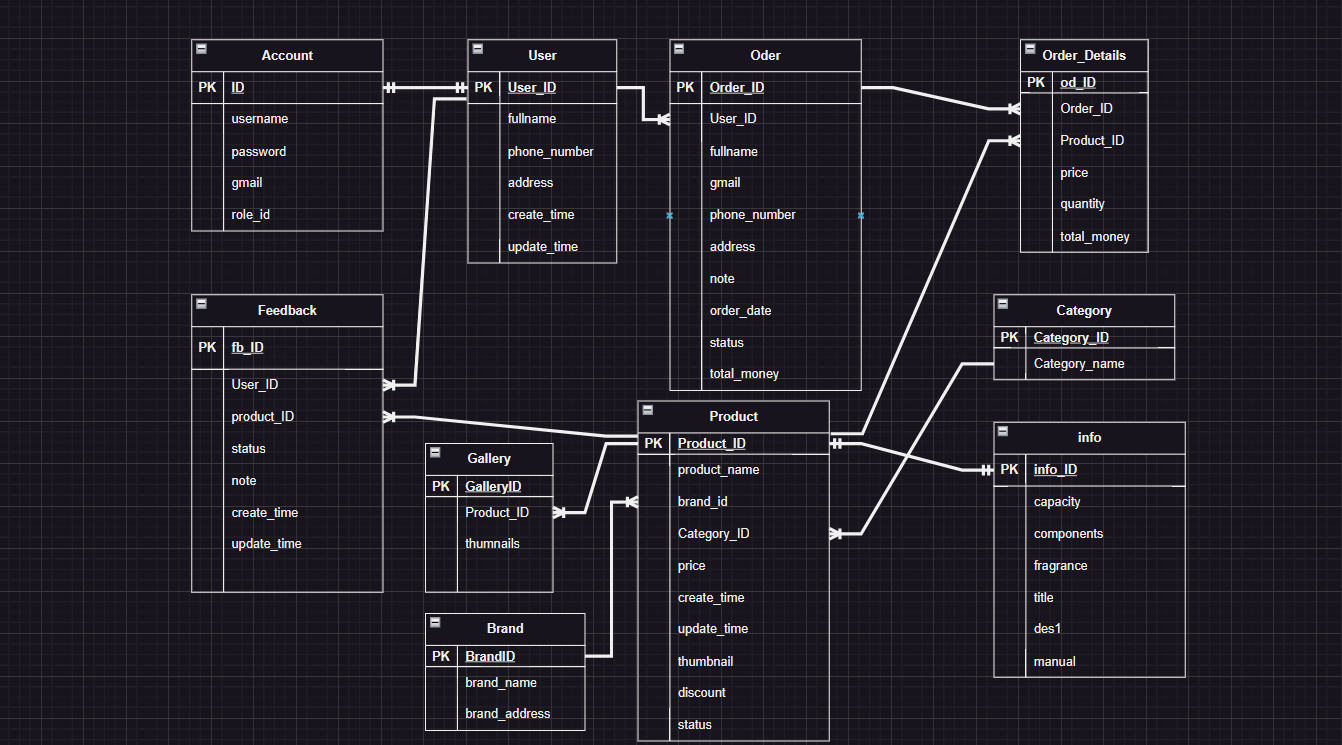 Account
PK ID
username
password
gmail
role_id
User
PK User_ID
fullname
phone_number
address
create_time
update_time
Oder
PK Order_ID
User_ID
fullname
gmail
phone_number
address
note
order_date
status
total_money
Order_Details
PK od_ID
Order_ID
Product_ID
price
quantity
total_money
Feedback
PK fb_ID
User_ID
product_ID
status
note
create_time
update_time
Gallery
PK GalleryID
Product_ID
thumnails
Brand
PK BrandID
brand_name
brand_address
Product
PK Product_ID
product_name
brand_id
Category_ID
price
create_time
update_time
thumbnail
discount
status
Category
PK Category_ID
Category_name
info
PK info_ID
capacity
components
fragrance
title
des1
manual